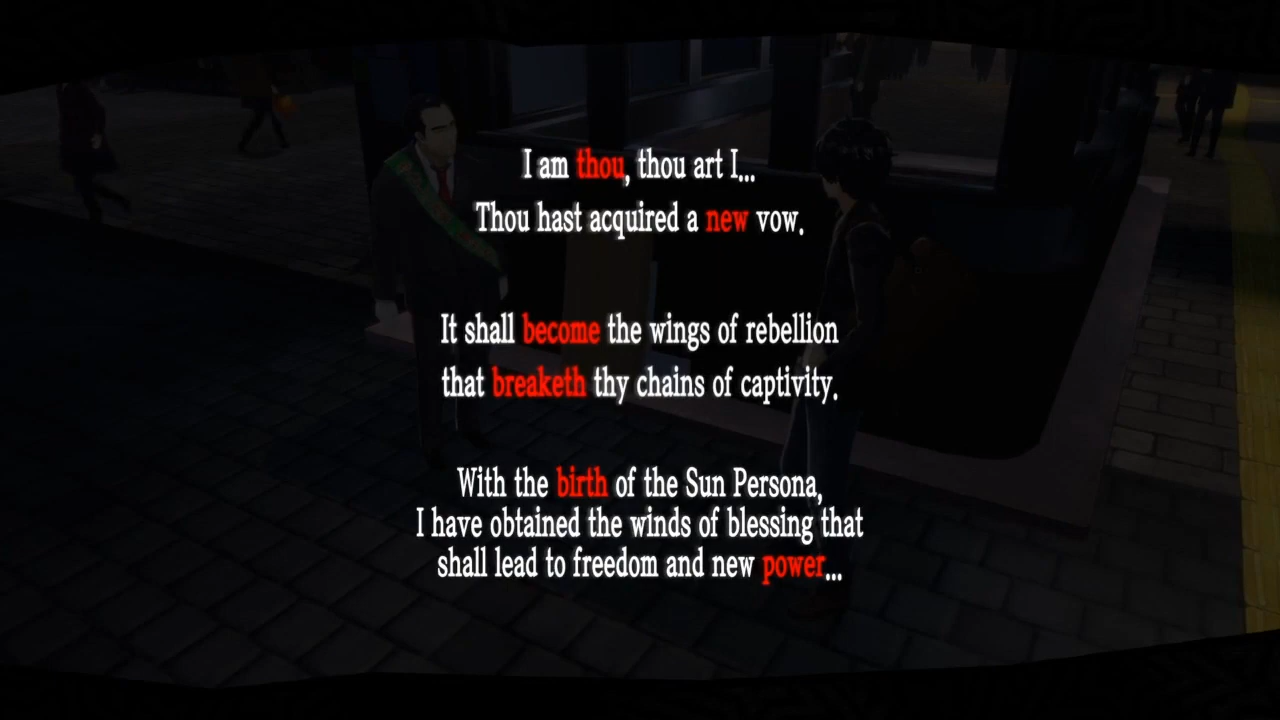 I am thou, thou art I...
Thou hast acquired a new vow.
It shall become the wings of rebellion
that breaketh thy chains of captivity.
With the birth of the Sun Persona,
I have obtained the winds of blessing that
shall lead to freedom and new power...